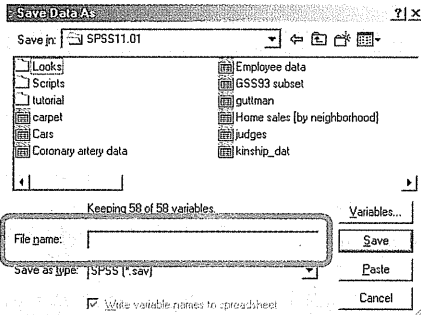 Save Data As
Save in: SPSS11.01
Looks
Scripts
tutorial
carpet
Cars
Coronary artery data
Employee data
GSS93 subset
guttman
Home sales [by neighborhood]
judges
kinship_dat
Keeping 58 of 58 variables.
Variables...
File name:
Save
Save as type: SPSS (*.sav)
Paste
Write variable names to spreadsheet
Cancel